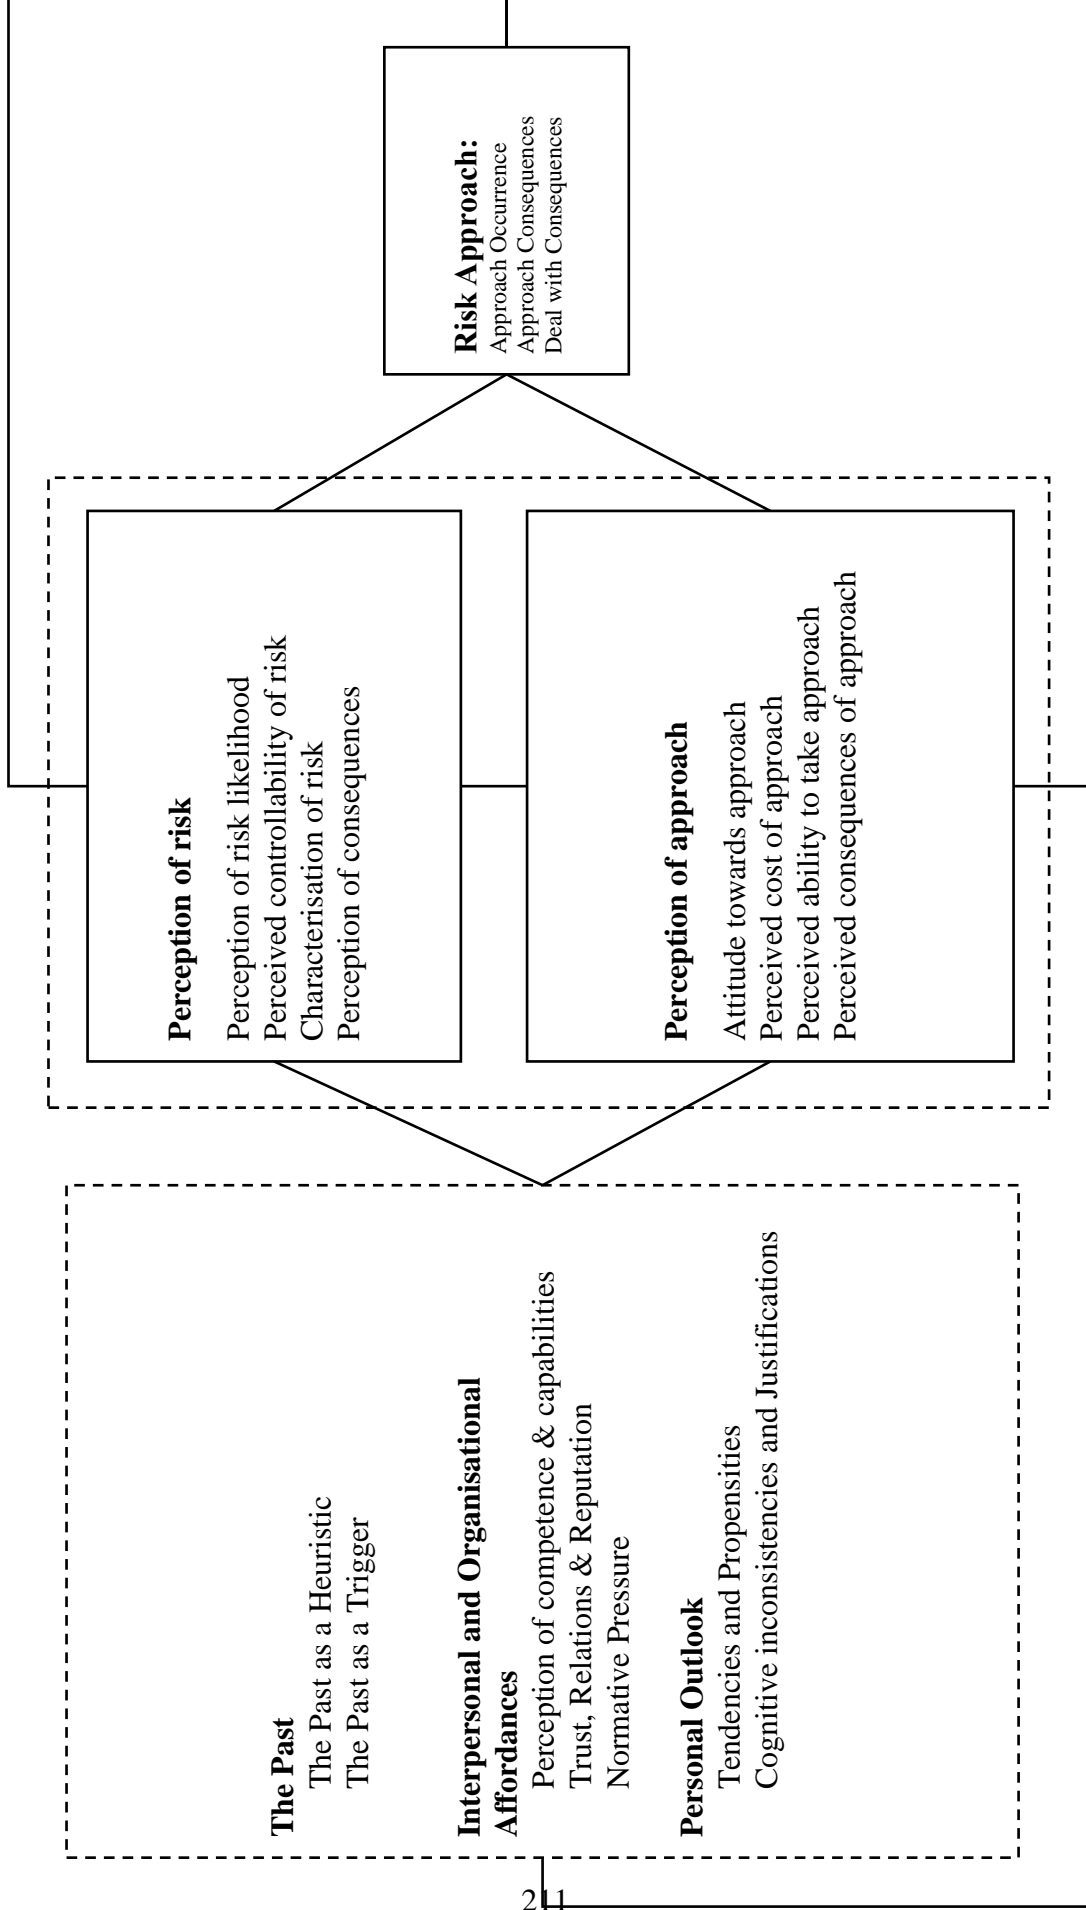 The Past
The Past as a Heuristic
The Past as a Trigger
Interpersonal and Organisational
Affordances
Perception of competence & capabilities
Trust, Relations & Reputation
Normative Pressure
Personal Outlook
Tendencies and Propensities
Cognitive inconsistencies and Justifications
Perception of risk
Perception of risk likelihood
Perceived controllability of risk
Characterisation of risk
Perception of consequences
Perception of approach
Attitude towards approach
Perceived cost of approach
Perceived ability to take approach
Perceived consequences of approach
Risk Approach:
Approach Occurrence
Approach Consequences
Deal with Consequences
211